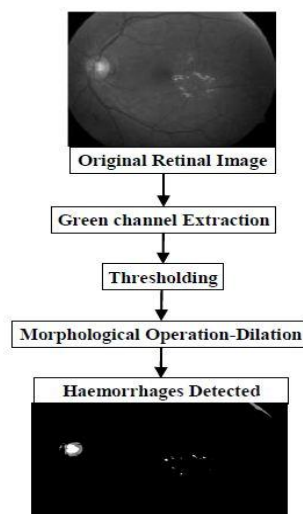 Original Retinal Image
Green channel Extraction
Thresholding
Morphological Operation-Dilation
Haemorrhages Detected